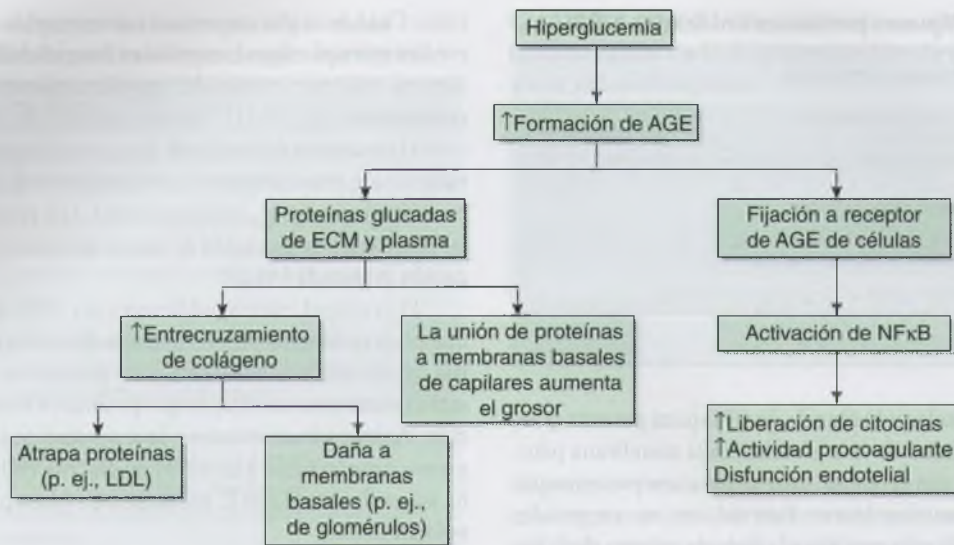 Hiperglucemia
↑Formación de AGE
Proteínas glucadas
de ECM y plasma
Fijación a receptor
de AGE de células
↑Entrecruzamiento
de colágeno
La unión de proteínas
a membranas basales
de capilares aumenta
el grosor
Activación de NFκB
Atrapa proteínas
(p. ej., LDL)
Daña a
membranas
basales (p. ej.,
de glomérulos)
↑Liberación de citocinas
↑Actividad procoagulante
Disfunción endotelial